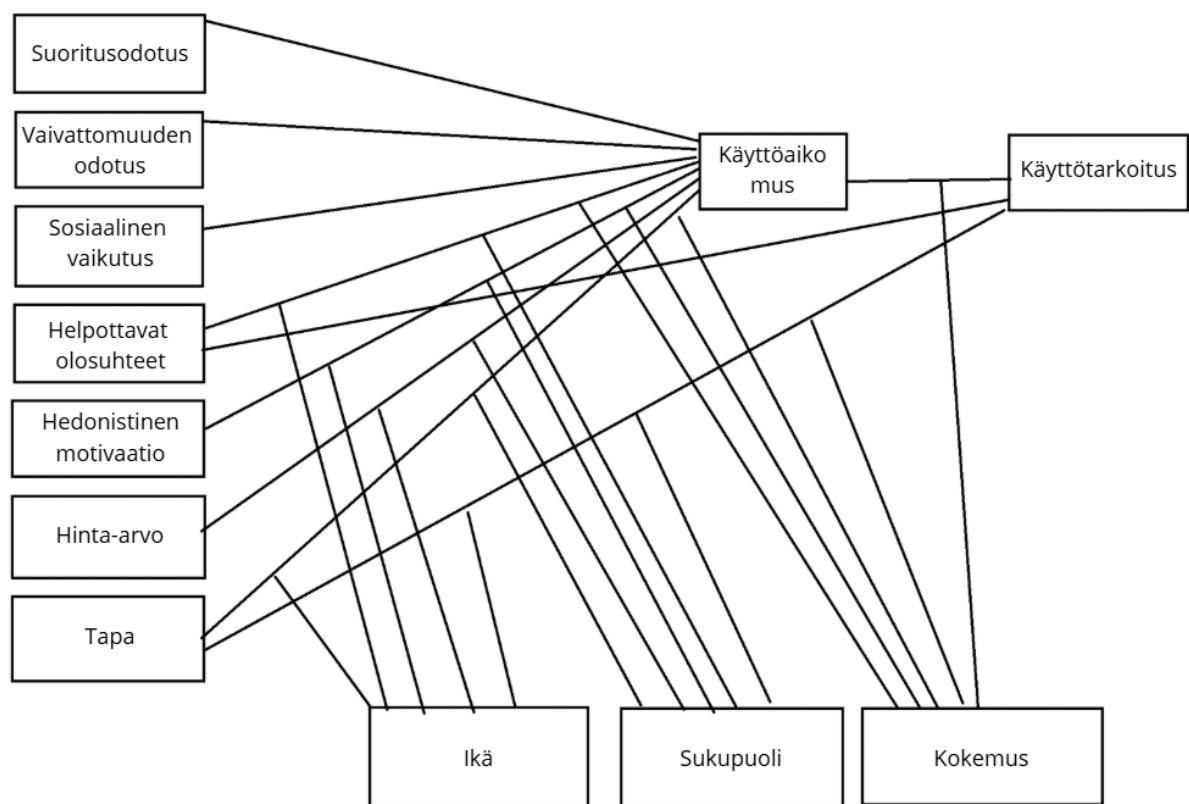 Suoritusodotus
Vaivattomuuden
odotus
Sosiaalinen
vaikutus
Helpottavat
olosuhteet
Hedonistinen
motivaatio
Hinta-arvo
Tapa
Käyttöaiko
mus
Käyttötarkoitus
Ikä
Sukupuoli
Kokemus